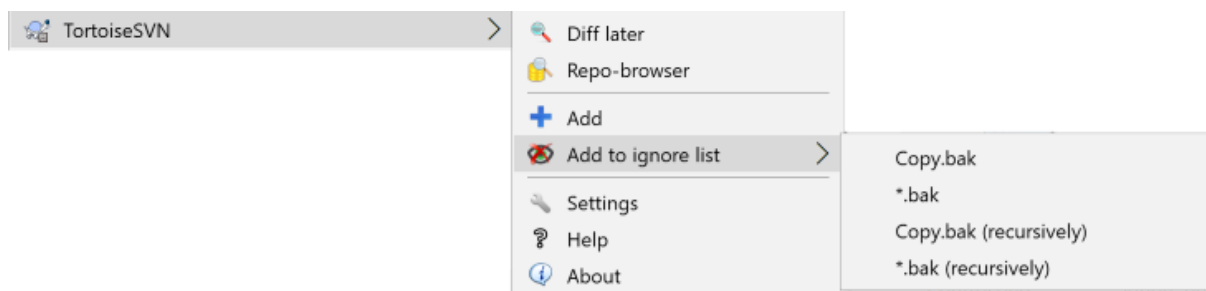 TortoiseSVN
Diff later
Repo-browser
Add
Add to ignore list
Settings
Help
About
Copy.bak
*.bak
Copy.bak (recursively)
*.bak (recursively)